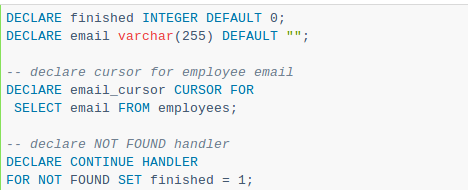 DECLARE finished INTEGER DEFAULT 0;
DECLARE email varchar(255) DEFAULT "";
-- declare cursor for employee email
DEClARE email_cursor CURSOR FOR
SELECT email FROM employees;
-- declare NOT FOUND handler
DECLARE CONTINUE HANDLER
FOR NOT FOUND SET finished = 1;